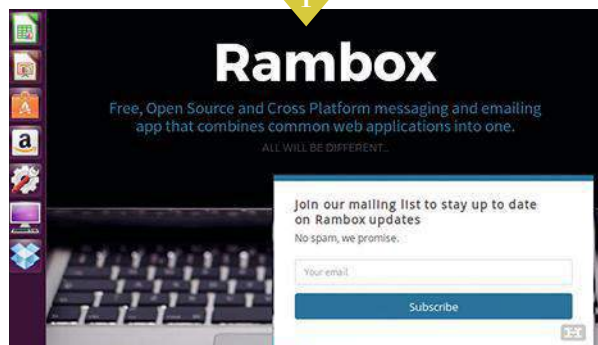 1
Rambox
Free, Open Source and Cross Platform messaging and emailing
app that combines common web applications into one.
ALL WILL BE DIFFERENT...
Join our mailing list to stay up to date
on Rambox updates
No spam, we promise.
Your email
Subscribe
a
H